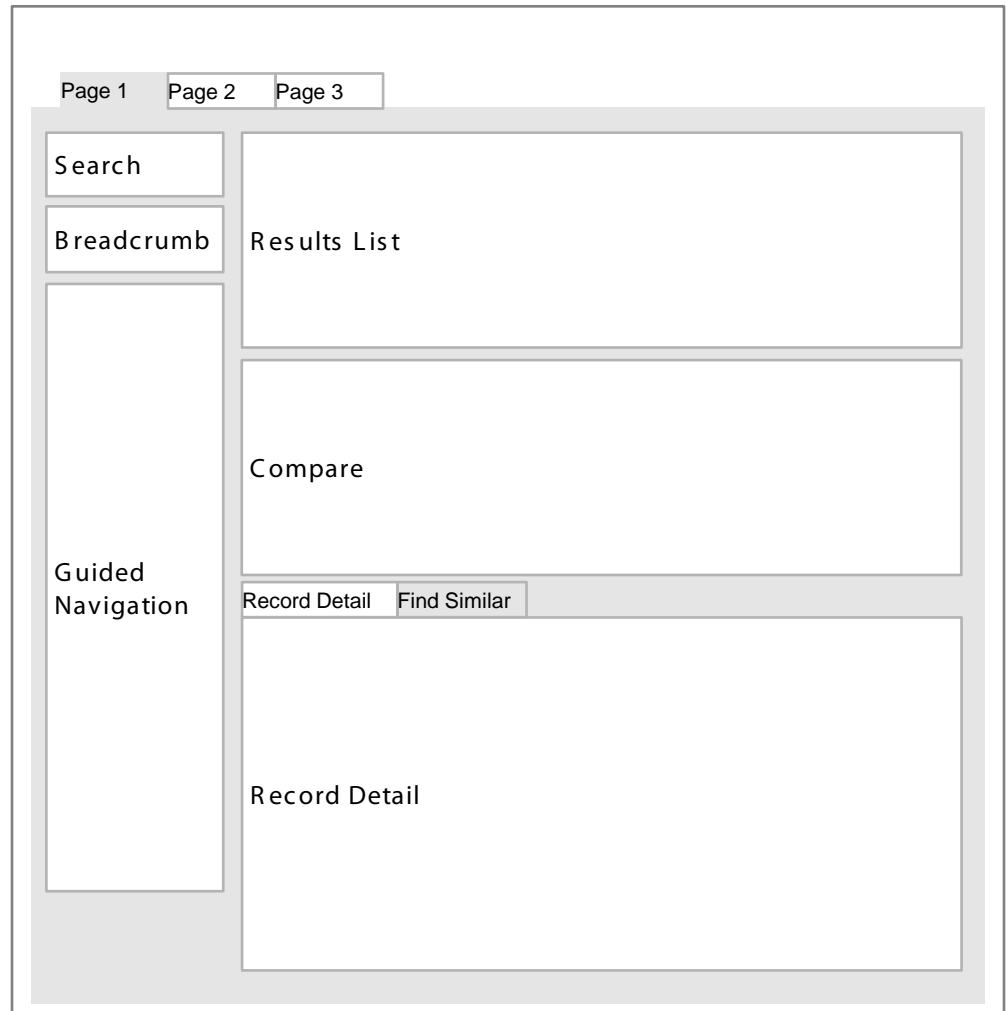 Page 1
Page 2
Page 3
Search
Breadcrumb
Guided
Navigation
Results List
Compare
Record Detail
Find Similar
Record Detail